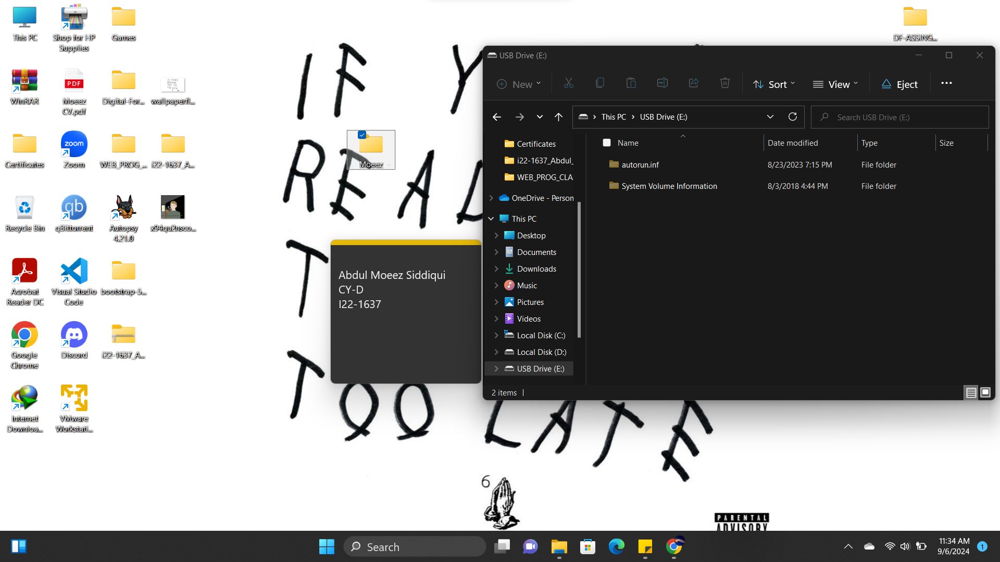 This PC
Shop for HP
Supplies
Games
DF-ASSING...
WinRAR
PDF
Moeez
CV.pdf
Digital-For...
wallpaperfl...
Certificates
zoom
Zoom
WEB_PROG_...
i22-1637_A...
Moeez
Recycle Bin
qb
qBittorrent
Autopsy
4.21.0
x94qu2nsco...
Acrobat
Reader DC
Visual Studio
Code
bootstrap-5...
Google
Chrome
Discord
i22-1637_A...
Internet
Downloa...
VMware
Workstati...
IF Y
READ
T
TOO LATE
6
PARENTAL
ADVISORY
Abdul Moeez Siddiqui
CY-D
I22-1637
USB Drive (E:)
New
Sort
View
Eject
This PC
USB Drive (E:)
Search USB Drive (E:)
Certificates
i22-1637_Abdul_
WEB_PROG_CLA
OneDrive - Person
This PC
Desktop
Documents
Downloads
Music
Pictures
Videos
Local Disk (C:)
Local Disk (D:)
USB Drive (E:)
Name Date modified Type Size
autorun.inf 8/23/2023 7:15 PM File folder
System Volume Information 8/3/2018 4:44 PM File folder
2 items
Search
11:34 AM
9/6/2024
1